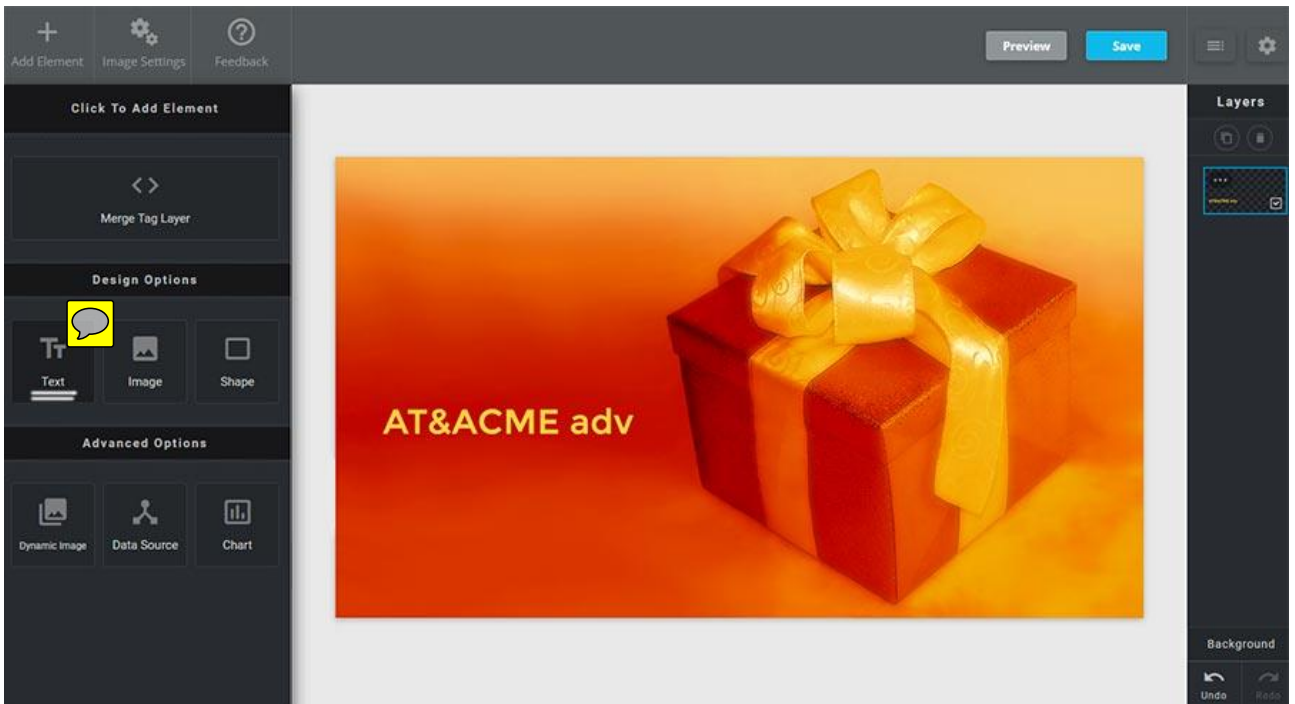 Add Element
Image Settings
Feedback
Preview
Save
Click To Add Element
Merge Tag Layer
Design Options
Text
Image
Shape
Advanced Options
Dynamic Image
Data Source
Chart
AT&ACME adv
Layers
Background
Undo
Redo